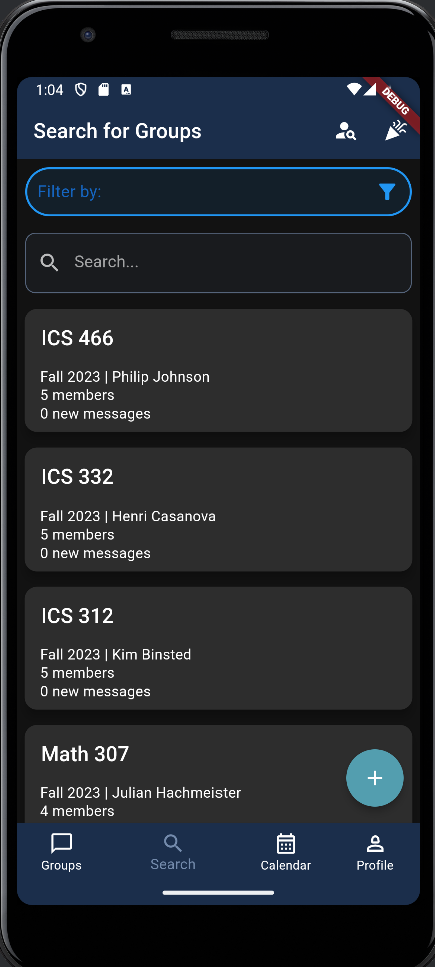 1:04
A
DEBUG
Search for Groups
Filter by:
Search...
ICS 466
Fall 2023 | Philip Johnson
5 members
0 new messages
ICS 332
Fall 2023 | Henri Casanova
5 members
0 new messages
ICS 312
Fall 2023 | Kim Binsted
5 members
0 new messages
Math 307
Fall 2023 | Julian Hachmeister
4 members
+
Groups
Search
Calendar
Profile